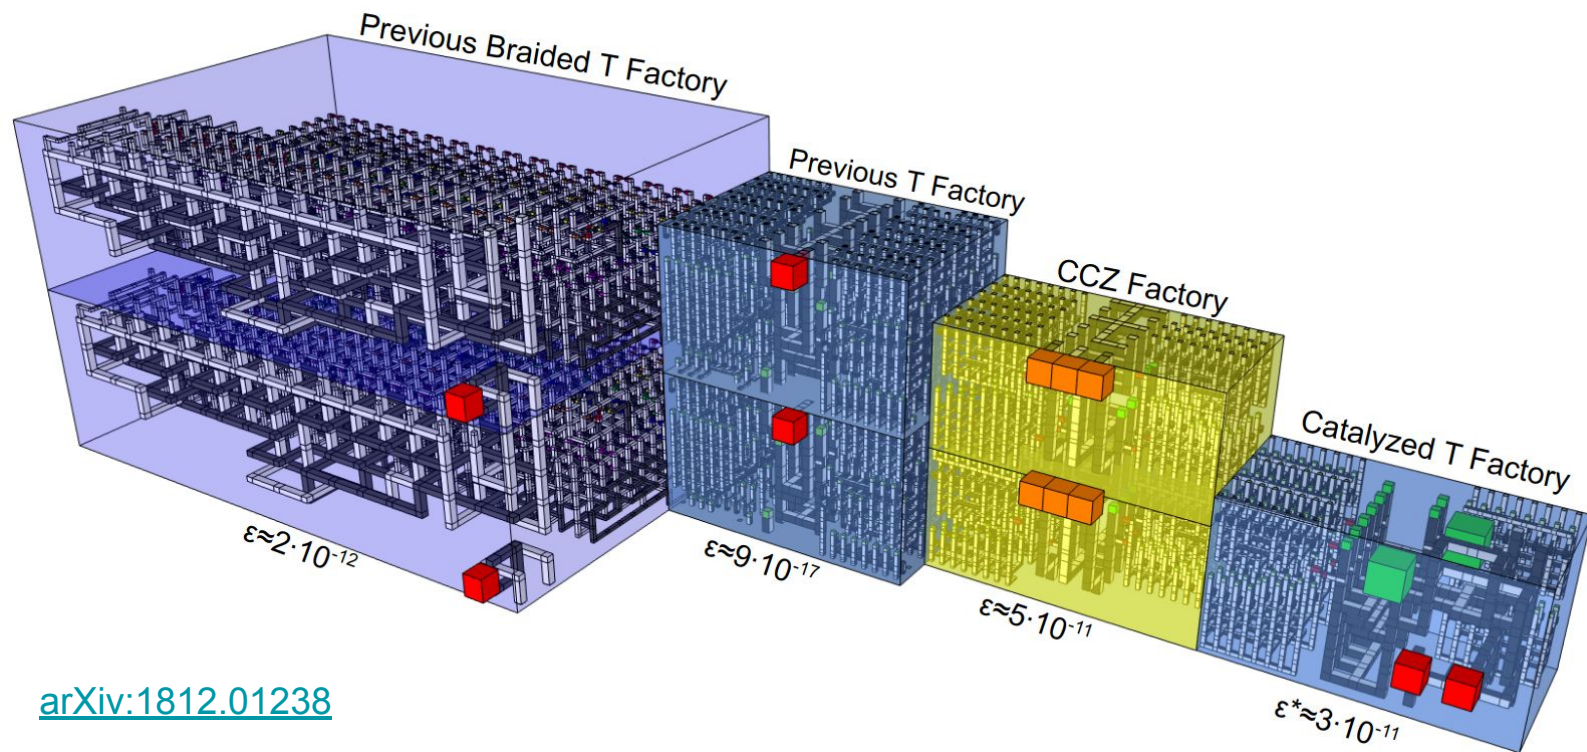 Previous Braided T Factory
Previous T Factory
CCZ Factory
Catalyzed T Factory
ε≈2·10⁻¹²
ε≈9·10⁻¹⁷
ε≈5·10⁻¹¹
ε*≈3·10⁻¹¹
arXiv:1812.01238